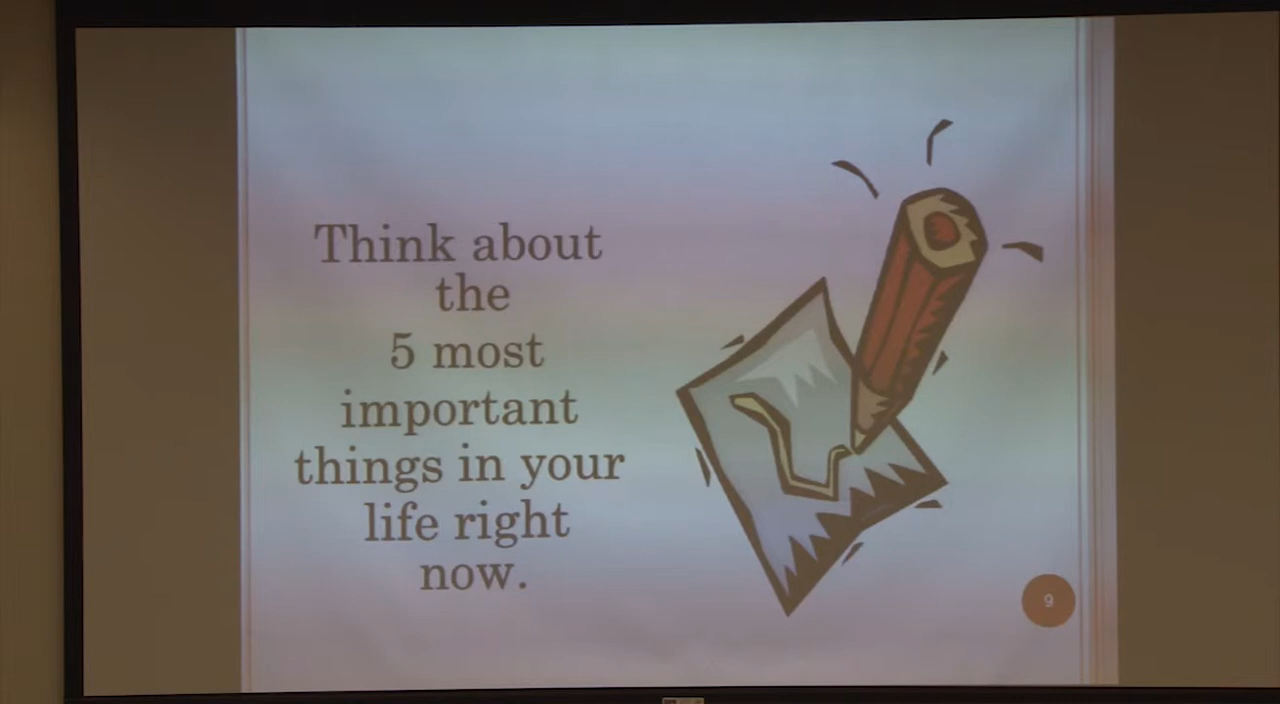 Think about
the
5 most
important
things in your
life right
now.
9